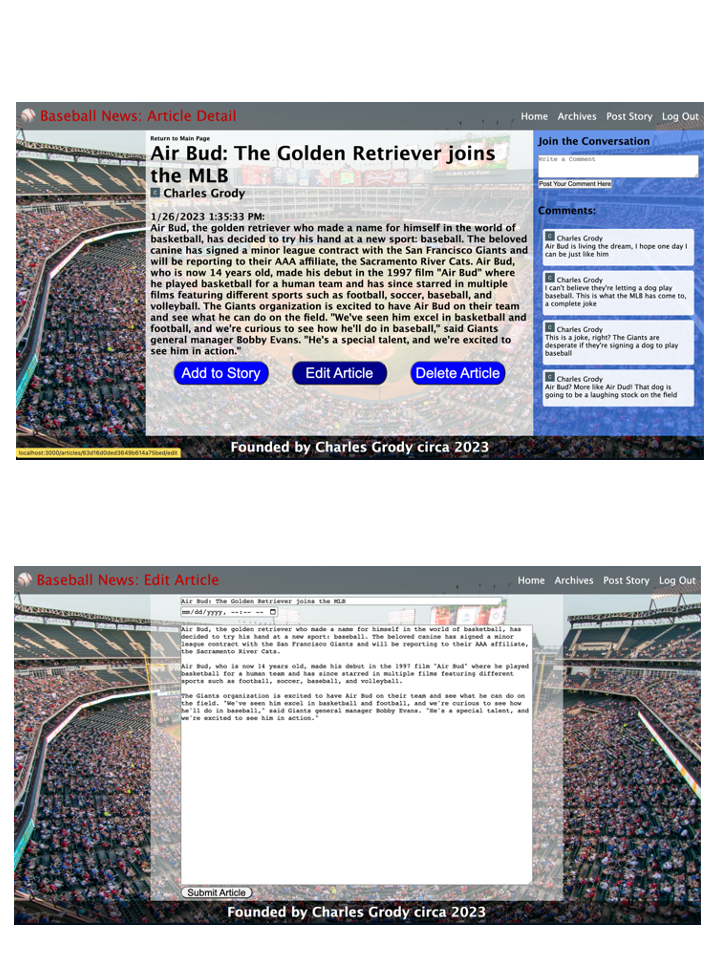 Baseball News: Article Detail
Home Archives Post Story Log Out
Return to Main Page
Air Bud: The Golden Retriever joins
the MLB
C Charles Grody
1/26/2023 1:35:33 PM:
Air Bud, the golden retriever who made a name for himself in the world of
basketball, has decided to try his hand at a new sport: baseball. The beloved
canine has signed a minor league contract with the San Francisco Giants and
will be reporting to their AAA affiliate, the Sacramento River Cats. Air Bud,
who is now 14 years old, made his debut in the 1997 film "Air Bud" where
he played basketball for a human team and has since starred in multiple
films featuring different sports such as football, soccer, baseball, and
volleyball. The Giants organization is excited to have Air Bud on their team
and see what he can do on the field. "We've seen him excel in basketball and
football, and we're curious to see how he'll do in baseball," said Giants
general manager Bobby Evans. "He's a special talent, and we're excited to
see him in action."
Add to Story Edit Article Delete Article
Join the Conversation
Write a Comment
Post Your Comment Here
Comments:
C Charles Grody
Air Bud is living the dream, I hope one day I
can be just like him
C Charles Grody
I can't believe they're letting a dog play
baseball. This is what the MLB has come to,
a complete joke
C Charles Grody
This is a joke, right? The Giants are
desperate if they're signing a dog to play
baseball
C Charles Grody
Air Bud? More like Air Dud! That dog is
going to be a laughing stock on the field
Founded by Charles Grody circa 2023
localhost:3000/articles/63d16d0ded3649b614a75bed/edit
Baseball News: Edit Article
Home Archives Post Story Log Out
Air Bud: The Golden Retriever joins the MLB
mm/dd/yyyy, --:-- --
Air Bud, the golden retriever who made a name for himself in the world of basketball, has
decided to try his hand at a new sport: baseball. The beloved canine has signed a minor
league contract with the San Francisco Giants and will be reporting to their AAA affiliate,
the Sacramento River Cats.
Air Bud, who is now 14 years old, made his debut in the 1997 film "Air Bud" where he played
basketball for a human team and has since starred in multiple films featuring different
sports such as football, soccer, baseball, and volleyball.
The Giants organization is excited to have Air Bud on their team and see what he can do on
the field. "We've seen him excel in basketball and football, and we're curious to see how
he'll do in baseball," said Giants general manager Bobby Evans. "He's a special talent, and
we're excited to see him in action."
Submit Article
Founded by Charles Grody circa 2023